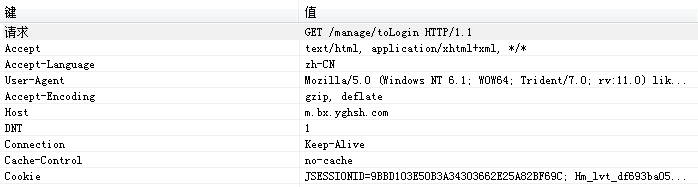 键 值
请求 GET /manage/toLogin HTTP/1.1
Accept text/html, application/xhtml+xml, */*
Accept-Language zh-CN
User-Agent Mozilla/5.0 (Windows NT 6.1; WOW64; Trident/7.0; rv:11.0) lik...
Accept-Encoding gzip, deflate
Host m.bx.yghsh.com
DNT 1
Connection Keep-Alive
Cache-Control no-cache
Cookie JSESSIONID=9BBD103E50B3A34303662E25A82BF69C; Hm_lvt_df693ba05...